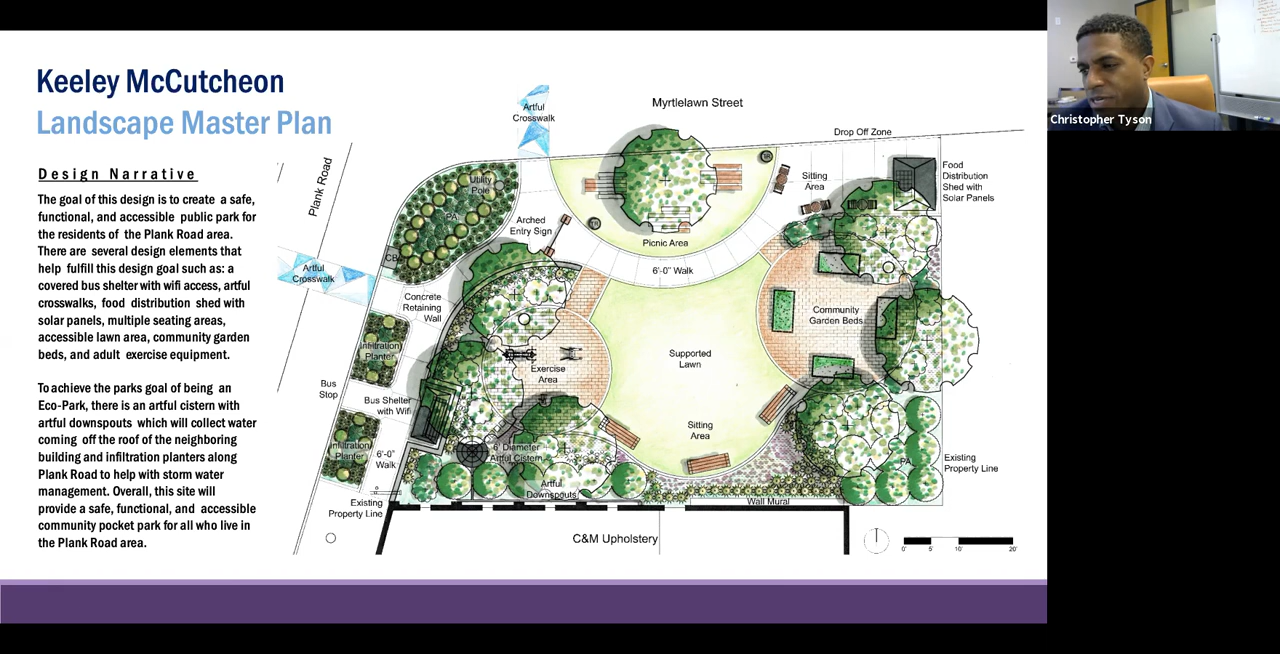 Keeley McCutcheon
Landscape Master Plan
Design Narrative
The goal of this design is to create a safe,
functional, and accessible public park for
the residents of the Plank Road area.
There are several design elements that
help fulfill this design goal such as: a
covered bus shelter with wifi access, artful
crosswalks, food distribution shed with
solar panels, multiple seating areas,
accessible lawn area, community garden
beds, and adult exercise equipment.
To achieve the parks goal of being an
Eco-Park, there is an artful cistern with
artful downspouts which will collect water
coming off the roof of the neighboring
building and infiltration planters along
Plank Road to help with storm water
management. Overall, this site will
provide a safe, functional, and accessible
community pocket park for all who live in
the Plank Road area.
Artful
Crosswalk
Myrtlelawn Street
Drop Off Zone
Plank Road
Utility
Pole
PA
Arched
Entry Sign
Picnic Area
Sitting
Area
Food
Distribution
Shed with
Solar Panels
CB
Artful
Crosswalk
6'-0" Walk
Concrete
Retaining
Wall
Community
Garden Beds
Infiltration
Planter
Exercise
Area
Supported
Lawn
Bus
Stop
Bus Shelter
with Wifi
Sitting
Area
Infiltration
Planter
6'-0"
Walk
6' Diameter
Artful Cistern
Artful
Downspouts
PA
Existing
Property Line
Wall Mural
Existing
Property Line
C&M Upholstery
0' 5' 10' 20'
Christopher Tyson